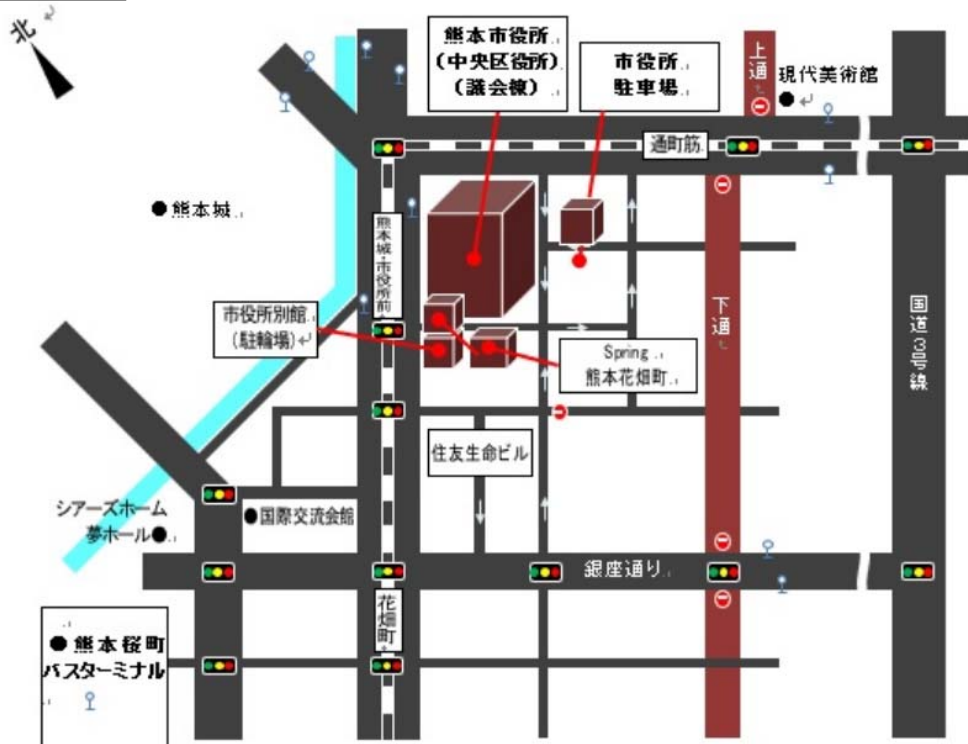 北
熊本市役所
(中央区役所)
(議会棟)
市役所
駐車場
上通
現代美術館
通町筋
熊本城
熊本城・市役所前
市役所別館
(駐輪場)
Spring
熊本花畑町
下通
国道3号線
住友生命ビル
シアーズホーム
夢ホール
国際交流会館
銀座通り
花畑町
熊本桜町
バスターミナル